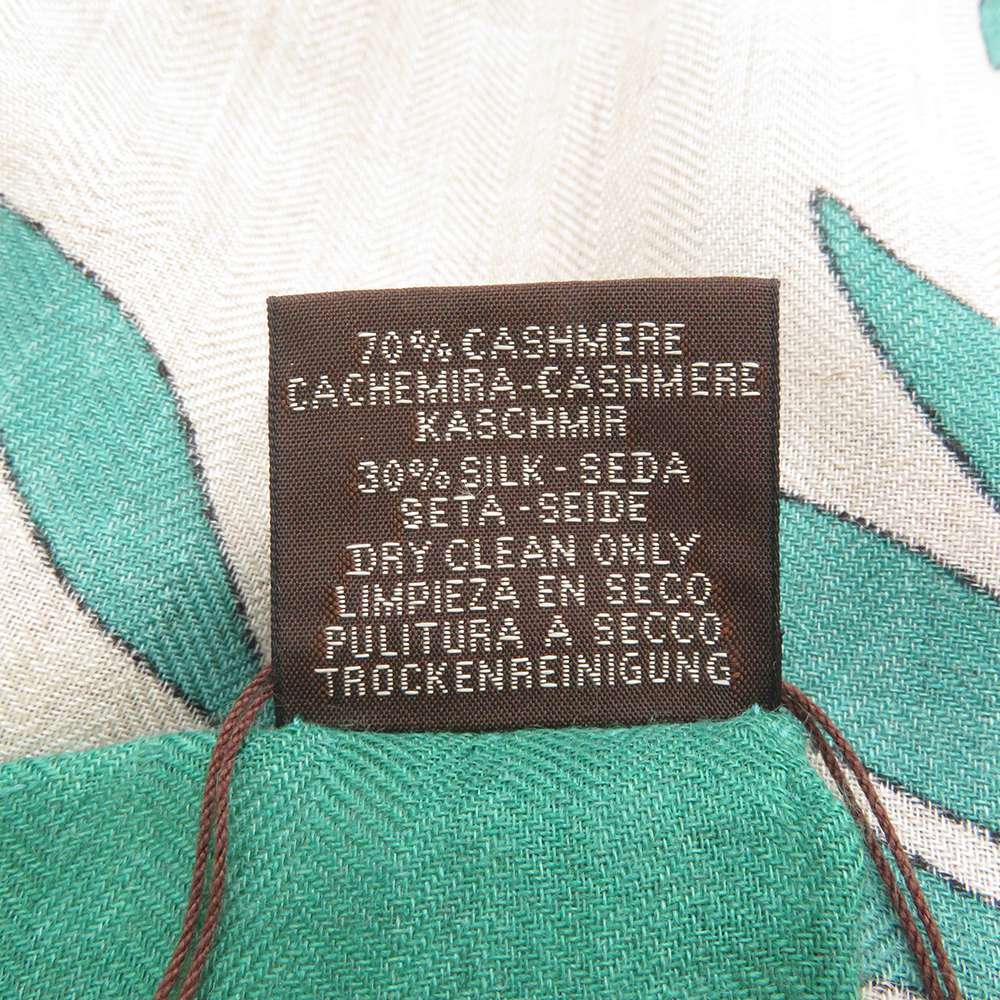 70% CASHMERE
CACHEMIRA-CASHMERE
KASCHMIR
30% SILK - SEDA
SETA - SEIDE
DRY CLEAN ONLY
LIMPIEZA EN SECO
PULITURA A SECCO
TROCKENREINIGUNG